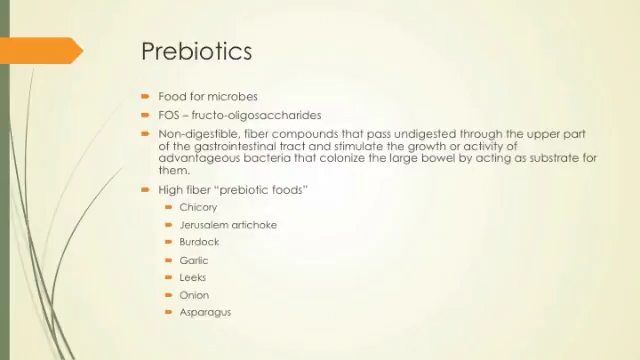 Prebiotics
Food for microbes
FOS – fructo-oligosaccharides
Non-digestible, fiber compounds that pass undigested through the upper part
of the gastrointestinal tract and stimulate the growth or activity of
advantageous bacteria that colonize the large bowel by acting as substrate for
them.
High fiber “prebiotic foods”
Chicory
Jerusalem artichoke
Burdock
Garlic
Leeks
Onion
Asparagus